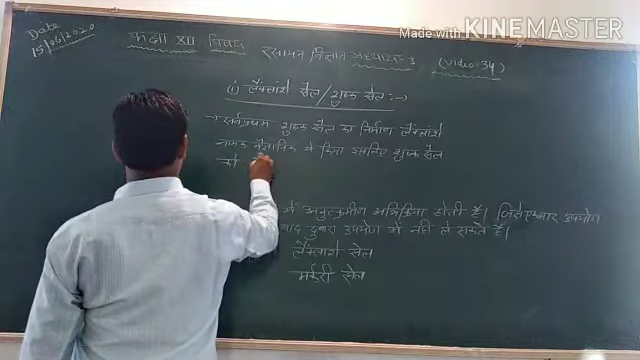 Made with KINEMASTER
Date
15/06/2020
कक्षा XII विषय रसायन विज्ञान अध्याय-3 (Video: 34)
(i) लैक्लांशे सैल / शुष्क सैल :-
→ सर्वप्रथम शुष्क सैल का निर्माण लैक्लांशे
नामक वैज्ञानिक ने किया इसलिए शुष्क सैल
को
में अनुत्क्रमणीय अभिक्रिया होती है। जिसे एकबार उपयोग
बाद दुबारा उपयोग में नहीं ले सकते हैं।
लैक्लांशे सैल
मर्करी सैल